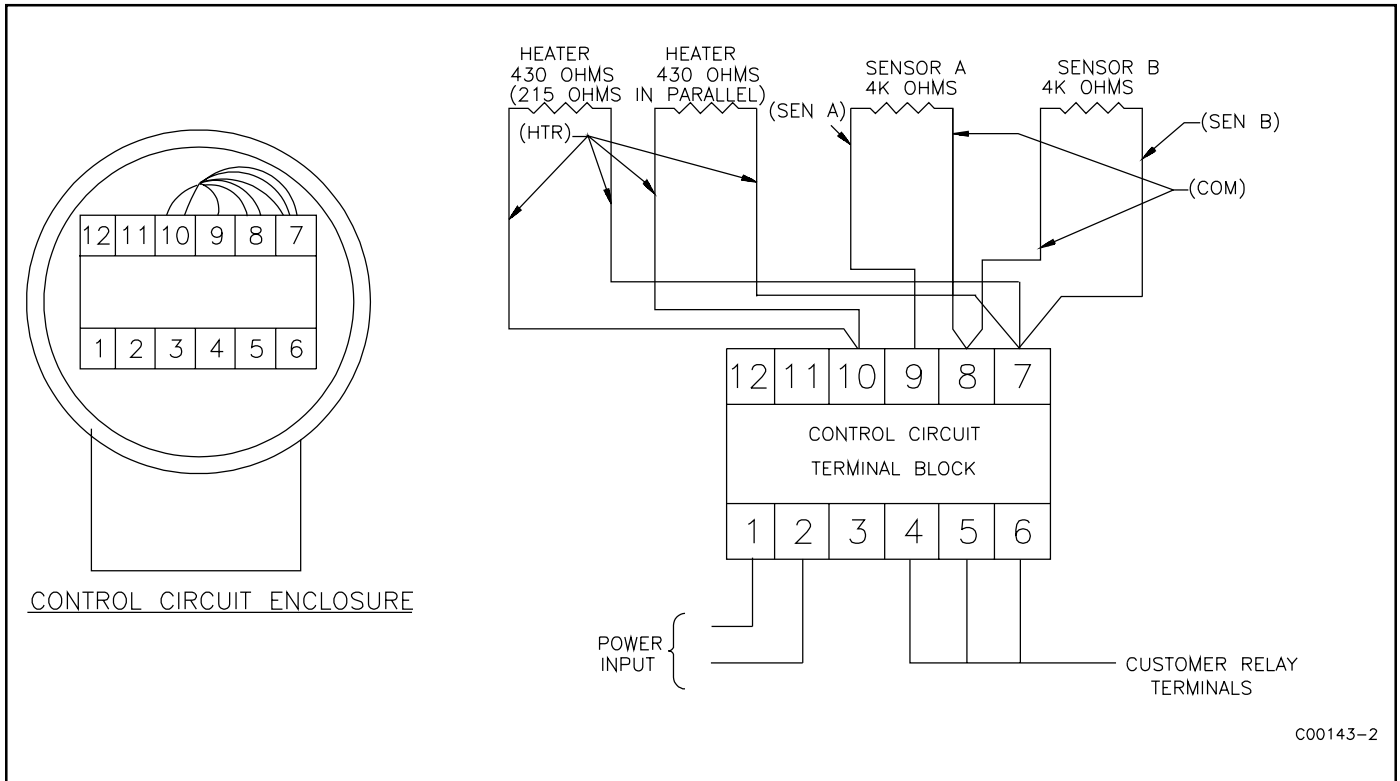 HEATER
430 OHMS
(215 OHMS IN PARALLEL)
HEATER
430 OHMS
(HTR)
(SEN A)
SENSOR A
4K OHMS
SENSOR B
4K OHMS
(SEN B)
(COM)
12 11 10 9 8 7
1 2 3 4 5 6
CONTROL CIRCUIT ENCLOSURE
12 11 10 9 8 7
CONTROL CIRCUIT
TERMINAL BLOCK
1 2 3 4 5 6
POWER
INPUT
CUSTOMER RELAY
TERMINALS
C00143-2